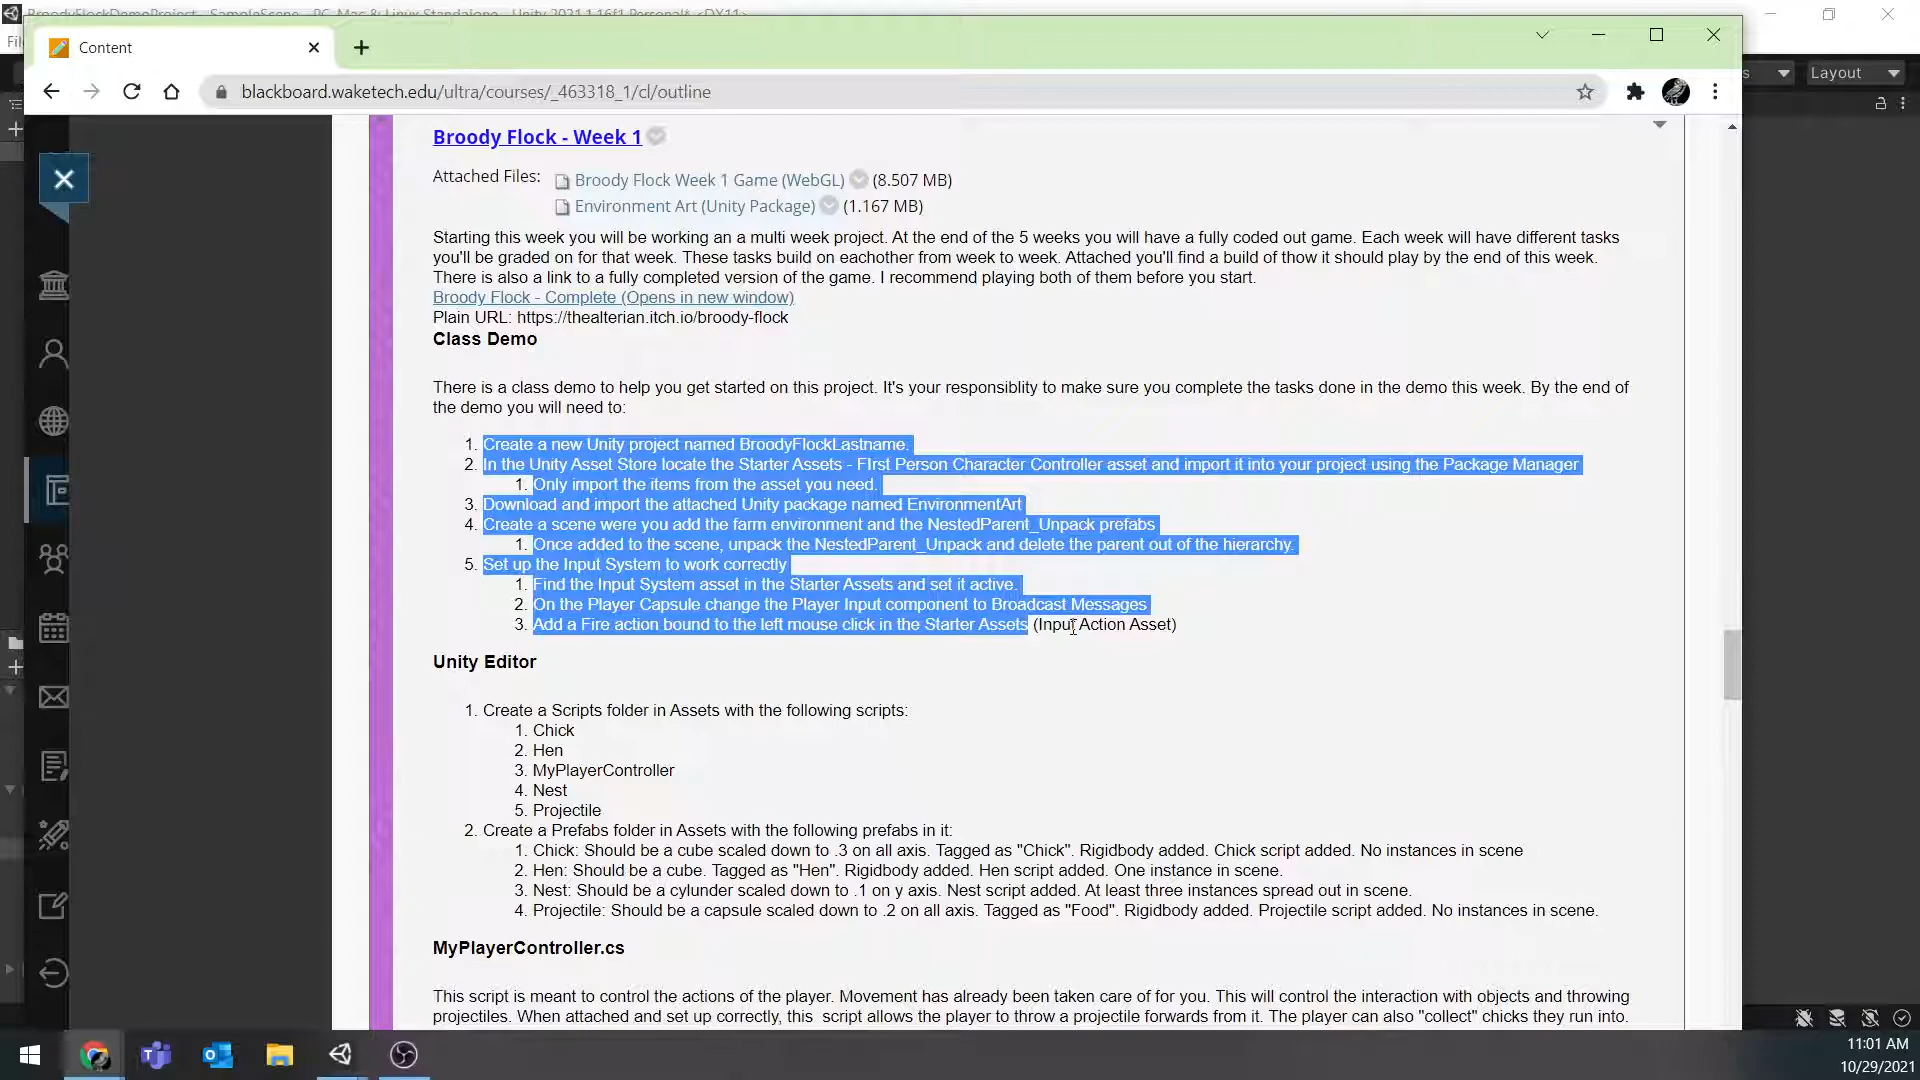 BroodyFlockDemoProject - SampleScene - PC, Mac & Linux Standalone - Unity 2021.1.16f1 Personal* <DX11>
Content
blackboard.waketech.edu/ultra/courses/_463318_1/cl/outline
Layout
Broody Flock - Week 1
Attached Files:
Broody Flock Week 1 Game (WebGL) (8.507 MB)
Environment Art (Unity Package) (1.167 MB)
Starting this week you will be working an a multi week project. At the end of the 5 weeks you will have a fully coded out game. Each week will have different tasks
you'll be graded on for that week. These tasks build on eachother from week to week. Attached you'll find a build of thow it should play by the end of this week.
There is also a link to a fully completed version of the game. I recommend playing both of them before you start.
Broody Flock - Complete (Opens in new window)
Plain URL: https://thealterian.itch.io/broody-flock
Class Demo
There is a class demo to help you get started on this project. It's your responsiblity to make sure you complete the tasks done in the demo this week. By the end of
the demo you will need to:
1. Create a new Unity project named BroodyFlockLastname.
2. In the Unity Asset Store locate the Starter Assets - FIrst Person Character Controller asset and import it into your project using the Package Manager
1. Only import the items from the asset you need.
3. Download and import the attached Unity package named EnvironmentArt
4. Create a scene were you add the farm environment and the NestedParent_Unpack prefabs
1. Once added to the scene, unpack the NestedParent_Unpack and delete the parent out of the hierarchy.
5. Set up the Input System to work correctly
1. Find the Input System asset in the Starter Assets and set it active.
2. On the Player Capsule change the Player Input component to Broadcast Messages
3. Add a Fire action bound to the left mouse click in the Starter Assets (Input Action Asset)
Unity Editor
1. Create a Scripts folder in Assets with the following scripts:
1. Chick
2. Hen
3. MyPlayerController
4. Nest
5. Projectile
2. Create a Prefabs folder in Assets with the following prefabs in it:
1. Chick: Should be a cube scaled down to .3 on all axis. Tagged as "Chick". Rigidbody added. Chick script added. No instances in scene
2. Hen: Should be a cube. Tagged as "Hen". Rigidbody added. Hen script added. One instance in scene.
3. Nest: Should be a cylunder scaled down to .1 on y axis. Nest script added. At least three instances spread out in scene.
4. Projectile: Should be a capsule scaled down to .2 on all axis. Tagged as "Food". Rigidbody added. Projectile script added. No instances in scene.
MyPlayerController.cs
This script is meant to control the actions of the player. Movement has already been taken care of for you. This will control the interaction with objects and throwing
projectiles. When attached and set up correctly, this script allows the player to throw a projectile forwards from it. The player can also "collect" chicks they run into.
11:01 AM
10/29/2021